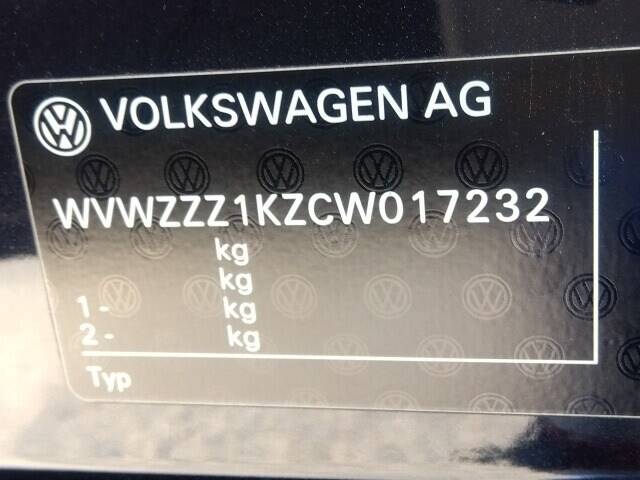 VOLKSWAGEN AG
WVWZZZ1KZCW017232
kg
kg
1- kg
2- kg
Typ